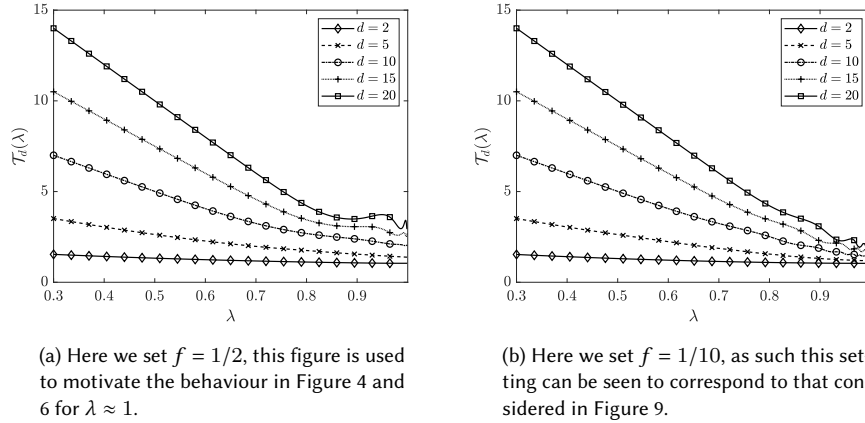 15
10
5
0
𝒯d(λ)
0.3 0.4 0.5 0.6 0.7 0.8 0.9
λ
d = 2
d = 5
d = 10
d = 15
d = 20
(a) Here we set f = 1/2, this figure is used
to motivate the behaviour in Figure 4 and
6 for λ ≈ 1.
15
10
5
0
𝒯d(λ)
0.3 0.4 0.5 0.6 0.7 0.8 0.9
λ
d = 2
d = 5
d = 10
d = 15
d = 20
(b) Here we set f = 1/10, as such this set
ting can be seen to correspond to that con
sidered in Figure 9.